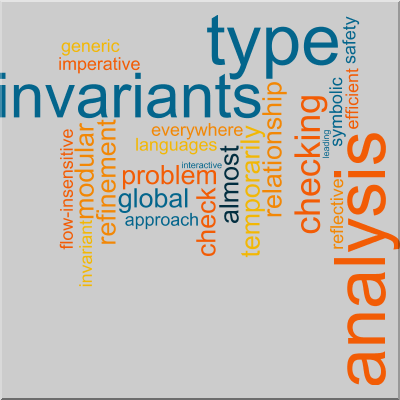 type
generic
imperative
invariants
safety
symbolic
efficient
leading
checking
relationship
everywhere
languages
interactive
problem
global
approach
flow-insensitive
modular
refinement
invariant
check
almost
temporarily
reflective
analysis